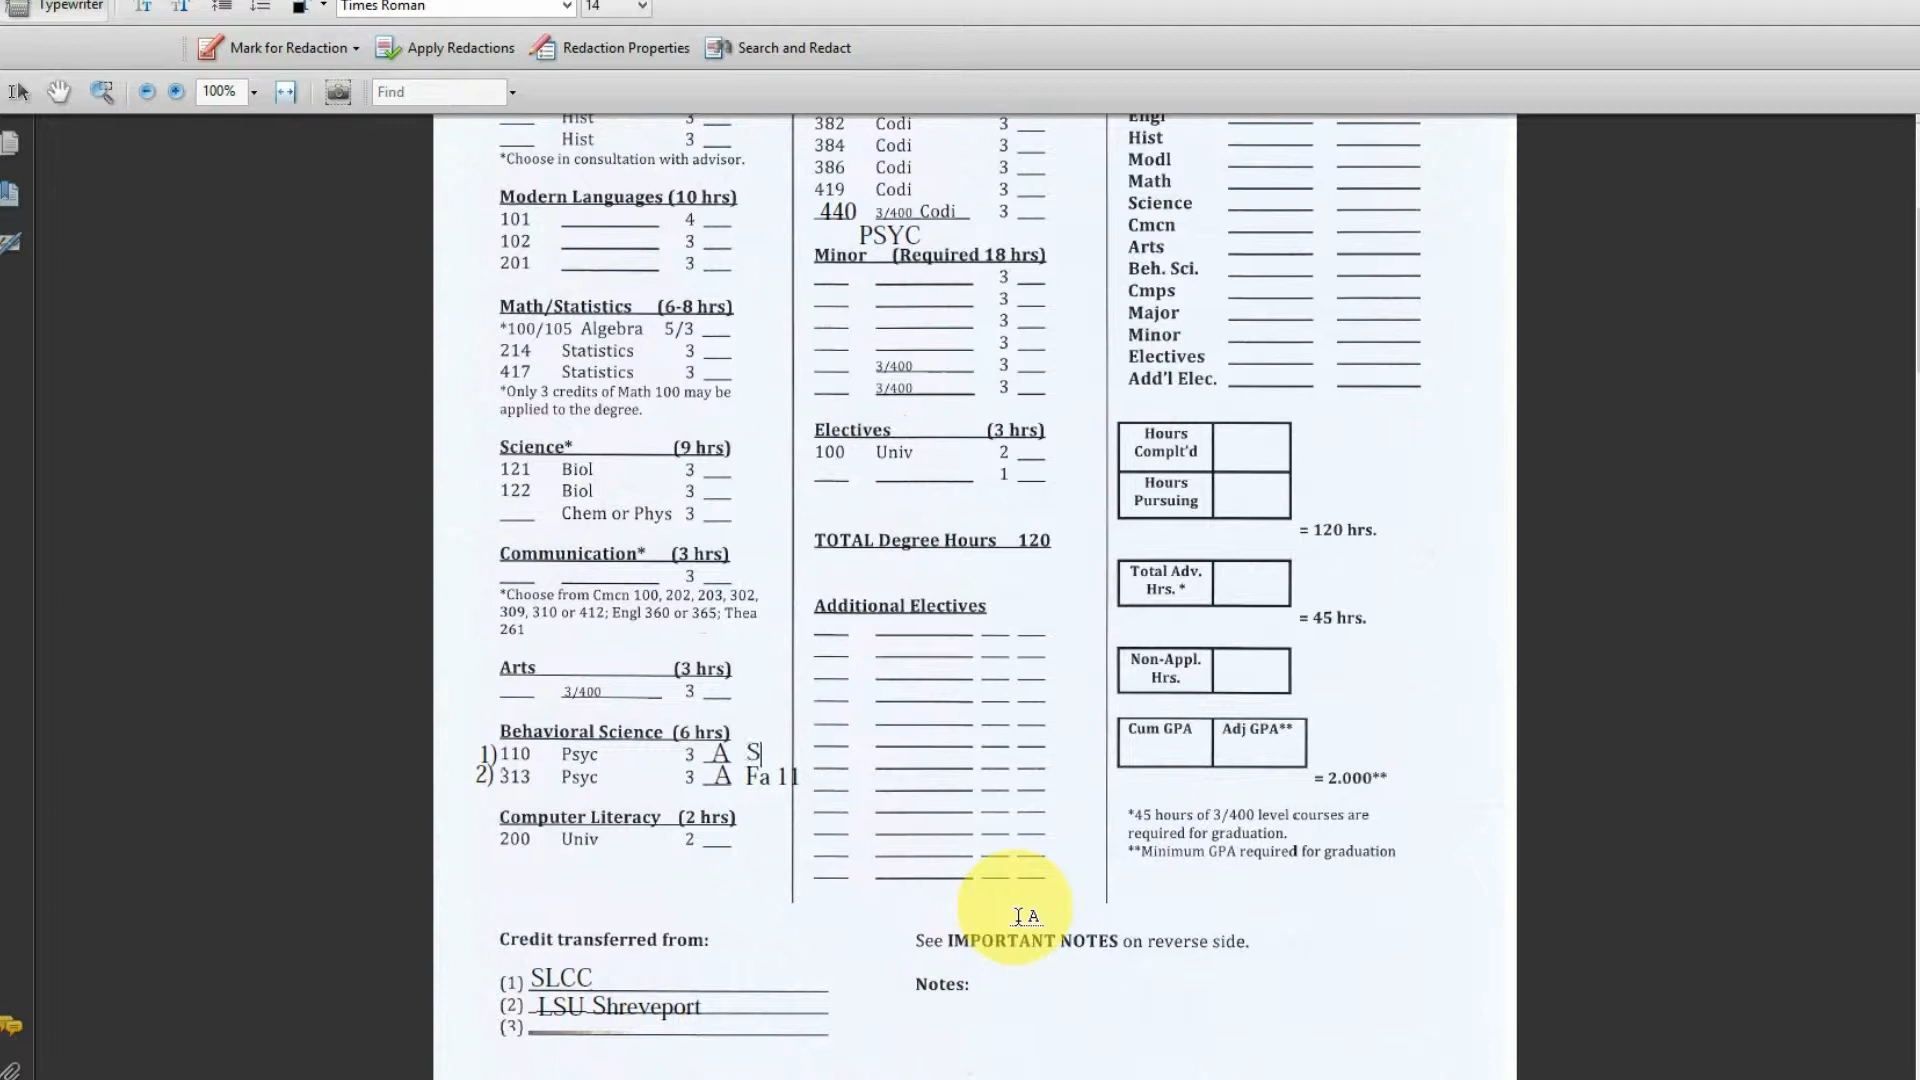 Typewriter
Times Roman
14
Mark for Redaction
Apply Redactions
Redaction Properties
Search and Redact
100%
Find
Hist 3
Hist 3
*Choose in consultation with advisor.
Modern Languages (10 hrs)
101 4
102 3
201 3
Math/Statistics (6-8 hrs)
*100/105 Algebra 5/3
214 Statistics 3
417 Statistics 3
*Only 3 credits of Math 100 may be
applied to the degree.
Science* (9 hrs)
121 Biol 3
122 Biol 3
Chem or Phys 3
Communication* (3 hrs)
3
*Choose from Cmcn 100, 202, 203, 302,
309, 310 or 412; Engl 360 or 365; Thea
261
Arts (3 hrs)
3/400 3
Behavioral Science (6 hrs)
1) 110 Psyc 3 A S
2) 313 Psyc 3 A Fa 11
Computer Literacy (2 hrs)
200 Univ 2
382 Codi 3
384 Codi 3
386 Codi 3
419 Codi 3
440 3/400 Codi 3
PSYC
Minor (Required 18 hrs)
3
3
3
3
3/400 3
3/400 3
Electives (3 hrs)
100 Univ 2
1
TOTAL Degree Hours 120
Additional Electives
Engl
Hist
Modl
Math
Science
Cmcn
Arts
Beh. Sci.
Cmps
Major
Minor
Electives
Add'l Elec.
Hours
Complt'd
Hours
Pursuing
= 120 hrs.
Total Adv.
Hrs. *
= 45 hrs.
Non-Appl.
Hrs.
Cum GPA Adj GPA**
= 2.000**
*45 hours of 3/400 level courses are
required for graduation.
**Minimum GPA required for graduation
A
Credit transferred from:
(1) SLCC
(2) LSU Shreveport
(3)
See IMPORTANT NOTES on reverse side.
Notes: